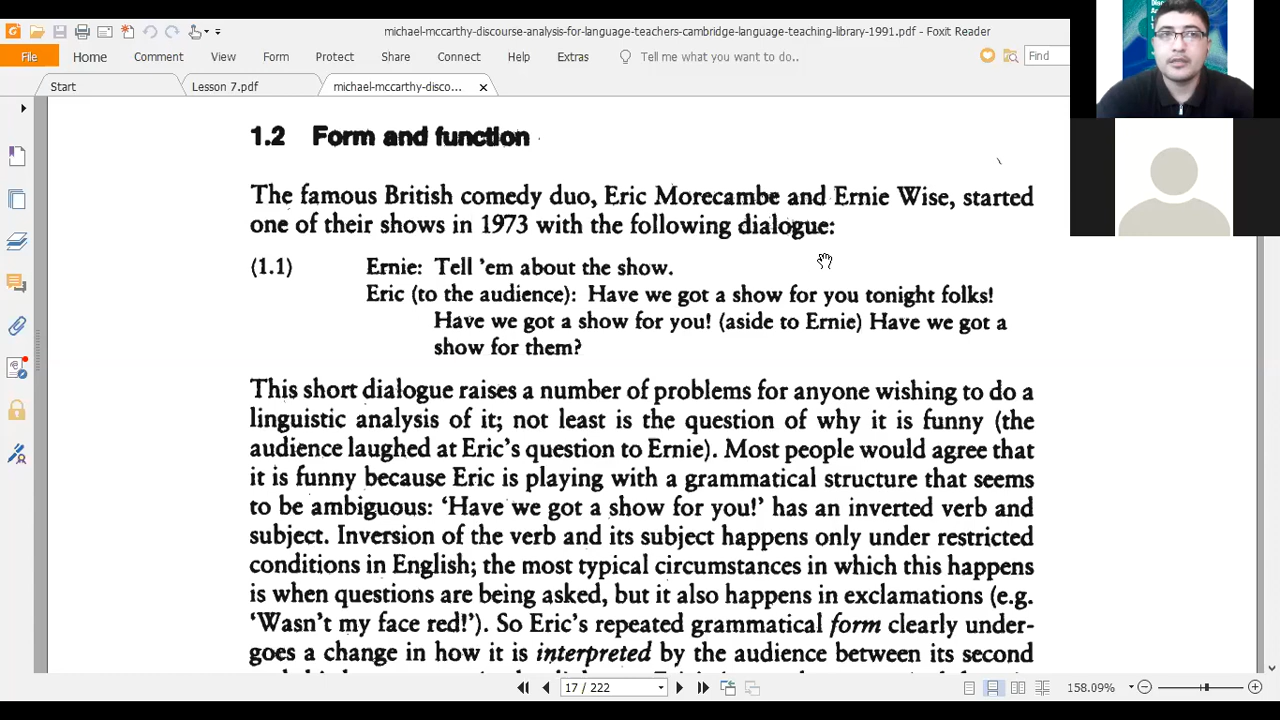 michael-mccarthy-discourse-analysis-for-language-teachers-cambridge-language-teaching-library-1991.pdf - Foxit Reader
File Home Comment View Form Protect Share Connect Help Extras Tell me what you want to do.. Find
Start Lesson 7.pdf michael-mccarthy-disco...
1.2 Form and function
The famous British comedy duo, Eric Morecambe and Ernie Wise, started
one of their shows in 1973 with the following dialogue:
(1.1) Ernie: Tell 'em about the show.
Eric (to the audience): Have we got a show for you tonight folks!
Have we got a show for you! (aside to Ernie) Have we got a
show for them?
This short dialogue raises a number of problems for anyone wishing to do a
linguistic analysis of it; not least is the question of why it is funny (the
audience laughed at Eric's question to Ernie). Most people would agree that
it is funny because Eric is playing with a grammatical structure that seems
to be ambiguous: 'Have we got a show for you!' has an inverted verb and
subject. Inversion of the verb and its subject happens only under restricted
conditions in English; the most typical circumstances in which this happens
is when questions are being asked, but it also happens in exclamations (e.g.
'Wasn't my face red!'). So Eric's repeated grammatical form clearly under-
goes a change in how it is interpreted by the audience between its second
17 / 222 158.09%